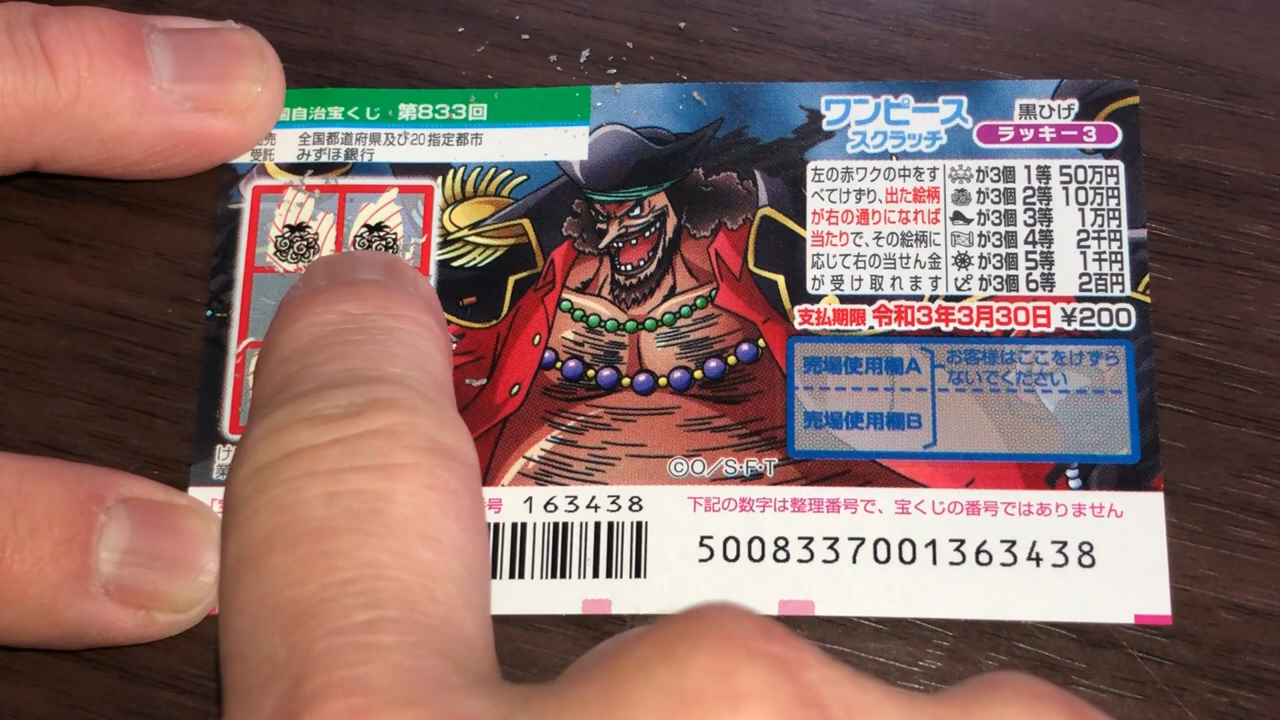 国自治宝くじ・第833回
発売 全国都道府県及び20指定都市
受託 みずほ銀行
ワンピース
スクラッチ
黒ひげ
ラッキー3
左の赤ワクの中をす
べてけずり、出た絵柄
が右の通りになれば
当たりで、その絵柄に
応じて右の当せん金
が受け取れます
が3個 1等 50万円
が3個 2等 10万円
が3個 3等 1万円
が3個 4等 2千円
が3個 5等 1千円
が3個 6等 2百円
支払期限 令和3年3月30日 ¥200
売場使用欄A
売場使用欄B
お客様はここをけずら
ないでください
©O/S・F・T
け
業
号 163438
下記の数字は整理番号で、宝くじの番号ではありません
5008337001363438